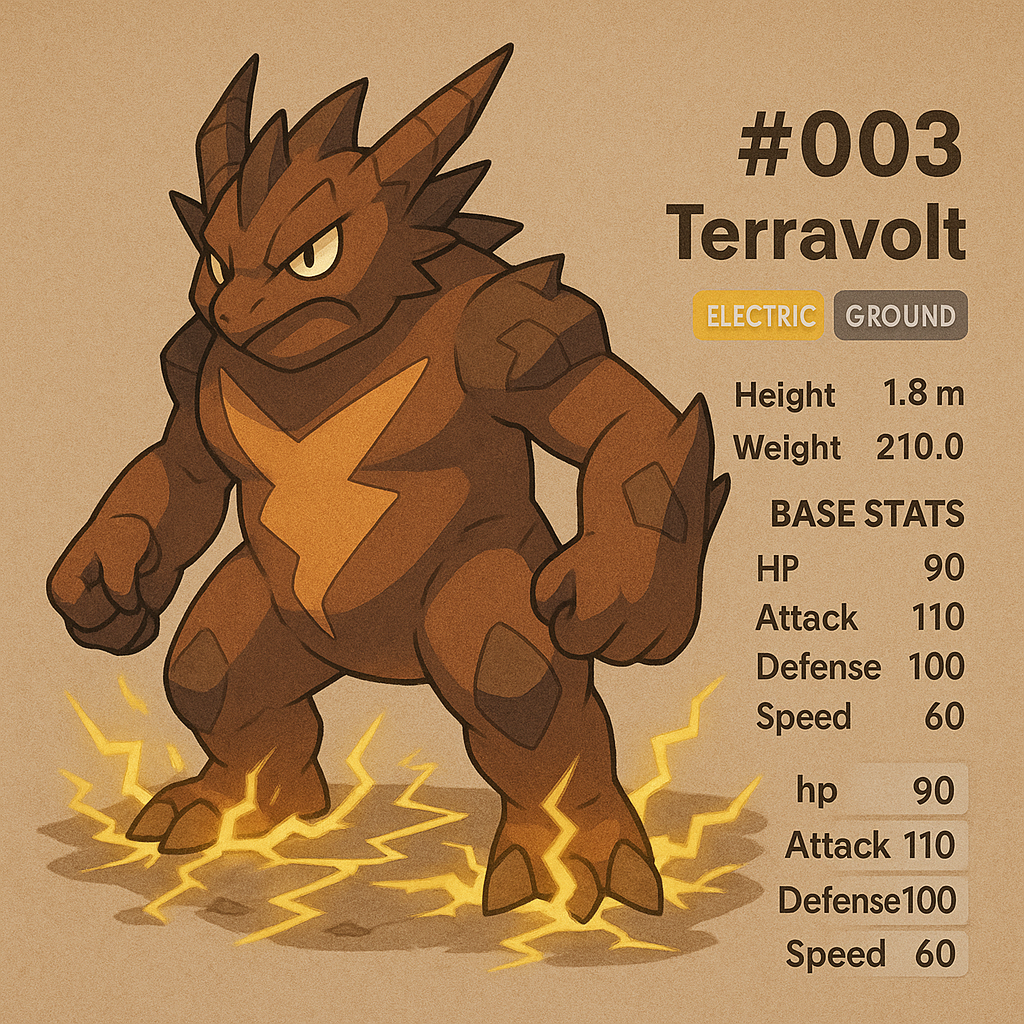 #003
Terravolt
ELECTRIC GROUND
Height 1.8 m
Weight 210.0
BASE STATS
HP 90
Attack 110
Defense 100
Speed 60
hp 90
Attack 110
Defense100
Speed 60